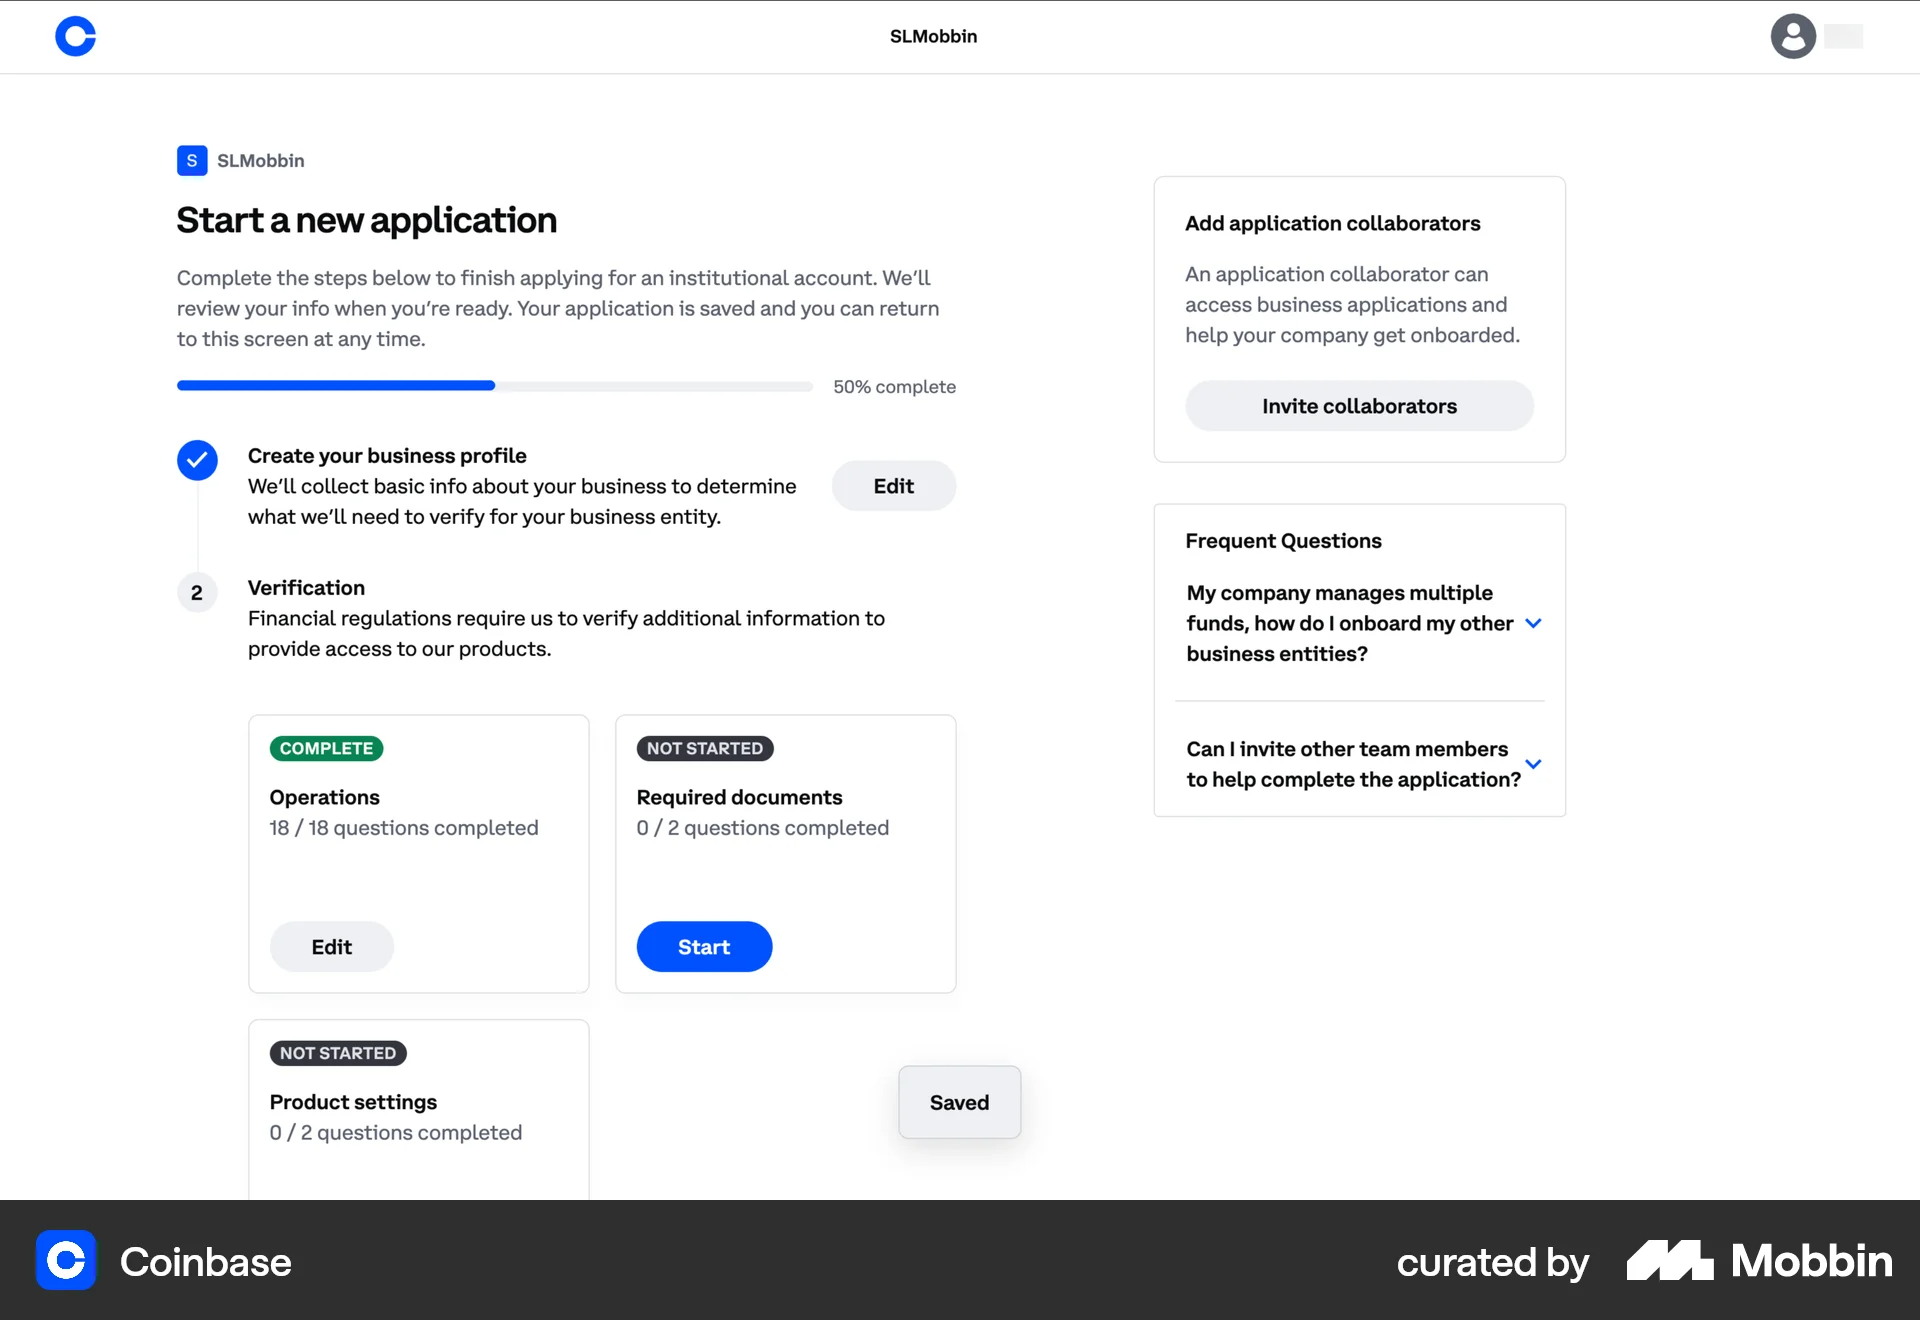 SLMobbin
S SLMobbin
Start a new application
Complete the steps below to finish applying for an institutional account. We’ll
review your info when you’re ready. Your application is saved and you can return
to this screen at any time.
50% complete
Create your business profile
We’ll collect basic info about your business to determine
what we’ll need to verify for your business entity.
Edit
2
Verification
Financial regulations require us to verify additional information to
provide access to our products.
COMPLETE
Operations
18 / 18 questions completed
Edit
NOT STARTED
Required documents
0 / 2 questions completed
Start
NOT STARTED
Product settings
0 / 2 questions completed
Saved
Add application collaborators
An application collaborator can
access business applications and
help your company get onboarded.
Invite collaborators
Frequent Questions
My company manages multiple
funds, how do I onboard my other
business entities?
Can I invite other team members
to help complete the application?
Coinbase
curated by Mobbin